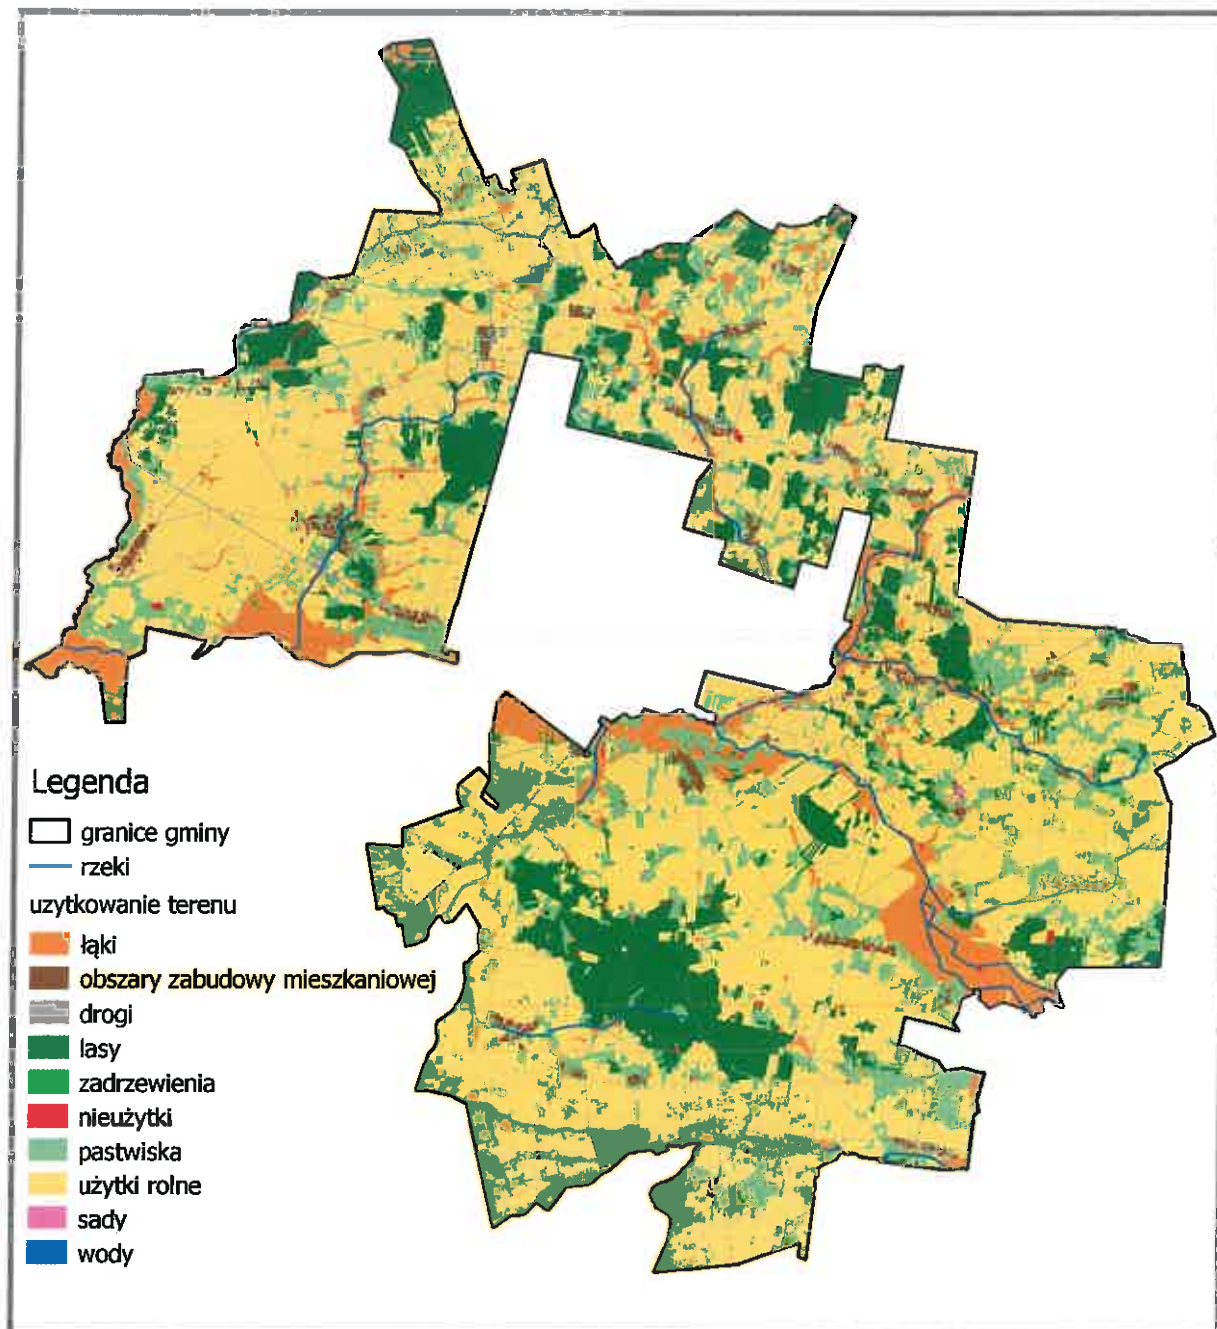 Legenda
granice gminy
rzeki
uzytkowanie terenu
łąki
obszary zabudowy mieszkaniowej
drogi
lasy
zadrzewienia
nieużytki
pastwiska
użytki rolne
sady
wody